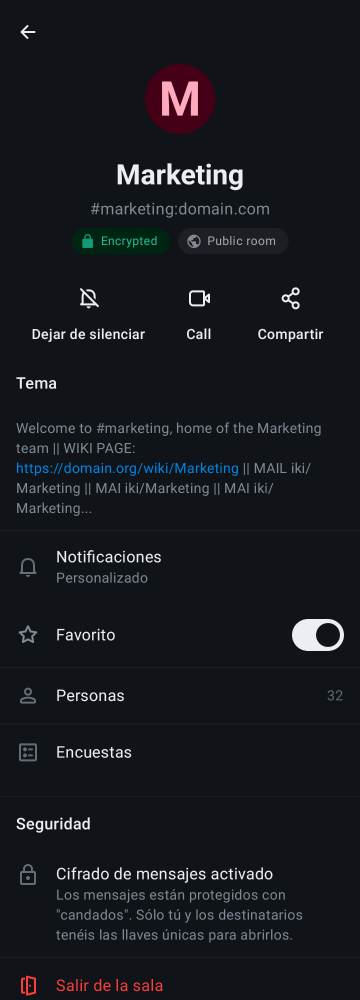 M
Marketing
#marketing:domain.com
Encrypted
Public room
Dejar de silenciar
Call
Compartir
Tema
Welcome to #marketing, home of the Marketing
team || WIKI PAGE:
https://domain.org/wiki/Marketing || MAIL iki/
Marketing || MAI iki/Marketing || MAI iki/
Marketing...
Notificaciones
Personalizado
Favorito
Personas
32
Encuestas
Seguridad
Cifrado de mensajes activado
Los mensajes están protegidos con
"candados". Sólo tú y los destinatarios
tenéis las llaves únicas para abrirlos.
Salir de la sala